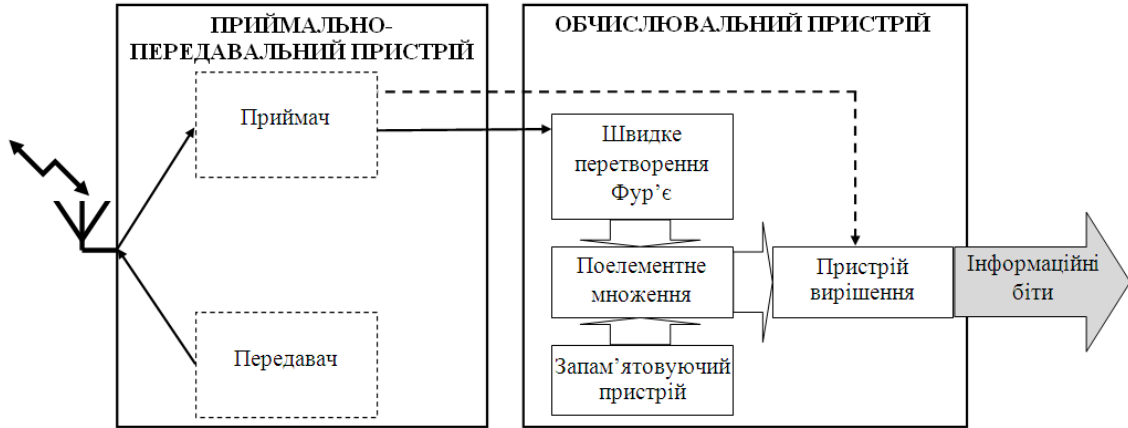 ПРИЙМАЛЬНО-
ПЕРЕДАВАЛЬНИЙ ПРИСТРІЙ
Приймач
Передавач
ОБЧИСЛЮВАЛЬНИЙ ПРИСТРІЙ
Швидке
перетворення
Фур’є
Поелементне
множення
Запам’ятовуючий
пристрій
Пристрій
вирішення
Інформаційні
біти